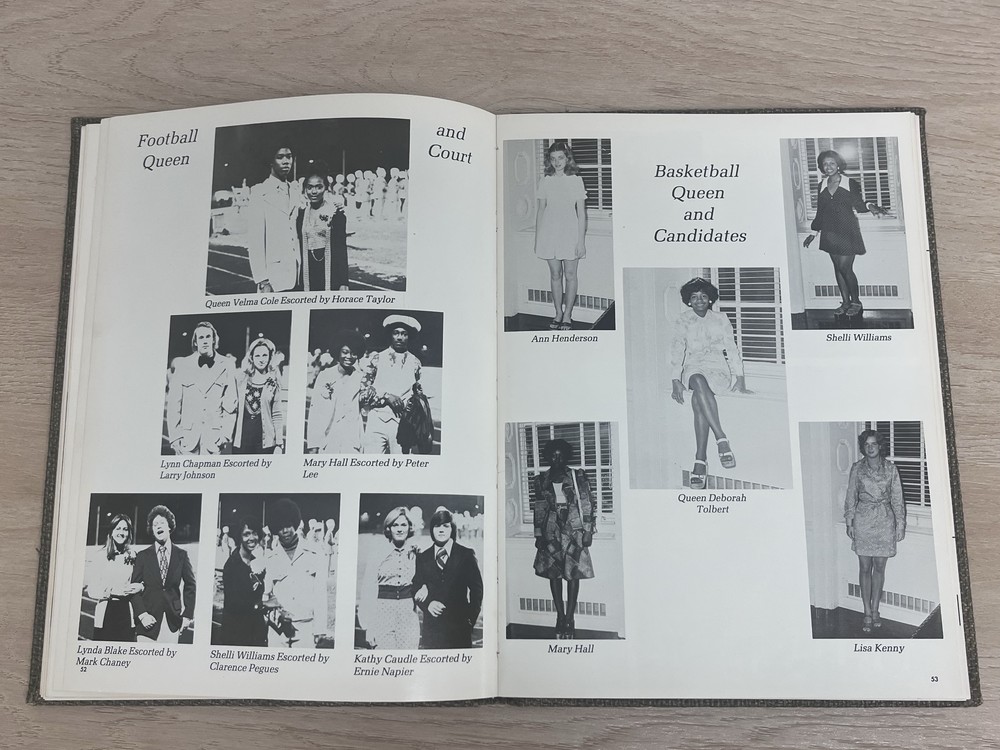 Football
Queen
and
Court
Queen Velma Cole Escorted by Horace Taylor
Lynn Chapman Escorted by
Larry Johnson
Mary Hall Escorted by Peter
Lee
Lynda Blake Escorted by
Mark Chaney
Shelli Williams Escorted by
Clarence Pegues
Kathy Caudle Escorted by
Ernie Napier
52
Basketball
Queen
and
Candidates
Ann Henderson
Shelli Williams
Queen Deborah
Tolbert
Mary Hall
Lisa Kenny
53